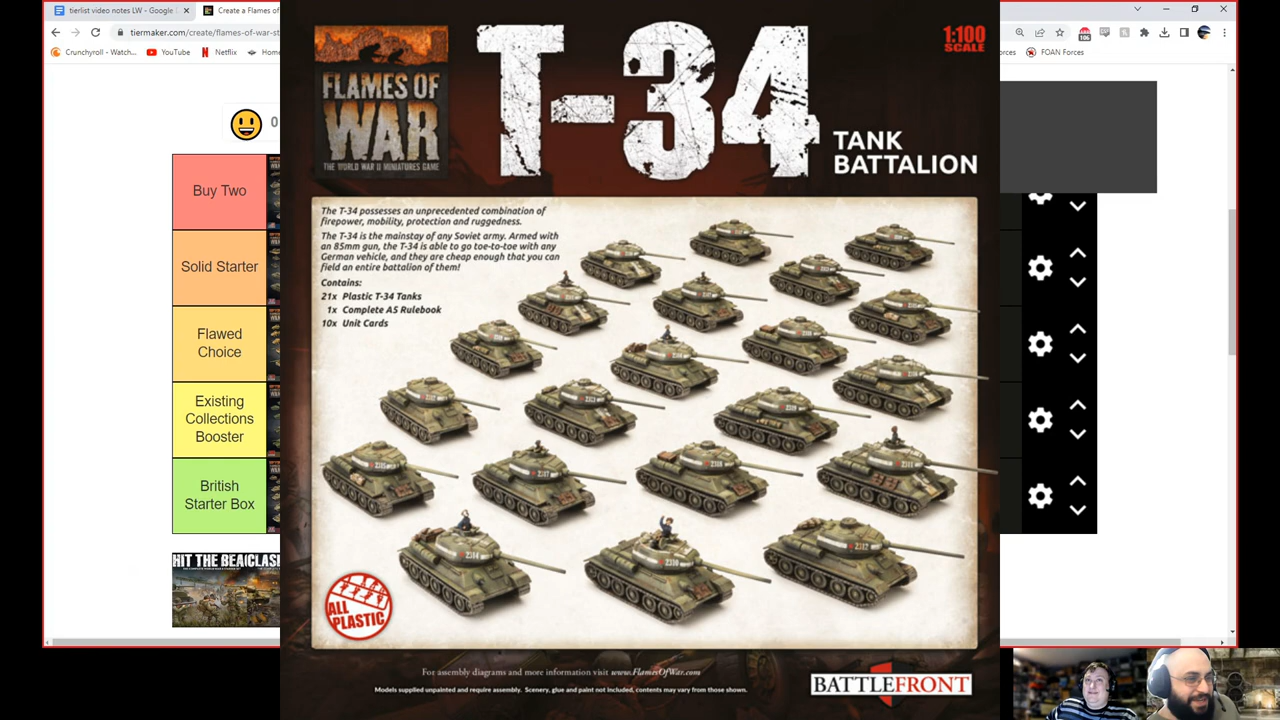 tierlist video notes LW - Google
Create a Flames of
tiermaker.com/create/flames-of-war-st
106
Crunchyroll - Watch...
YouTube
Netflix
Home
rces
FOAN Forces
0
Buy Two
Solid Starter
Flawed
Choice
Existing
Collections
Booster
British
Starter Box
HIT THE BEA
CLASH
FLAMES OF
WAR
THE WORLD WAR II MINIATURES GAME
T-34
TANK
BATTALION
1:100
SCALE
The T-34 possesses an unprecedented combination of
firepower, mobility, protection and ruggedness.
The T-34 is the mainstay of any Soviet army. Armed with
an 85mm gun, the T-34 is able to go toe-to-toe with any
German vehicle, and they are cheap enough that you can
field an entire battalion of them!
Contains:
21x Plastic T-34 Tanks
1x Complete A5 Rulebook
10x Unit Cards
ALL
PLASTIC
For assembly diagrams and more information visit www.FlamesOfWar.com
Models supplied unpainted and require assembly. Scenery, glue and paint not included, contents may vary from those shown.
BATTLEFRONT